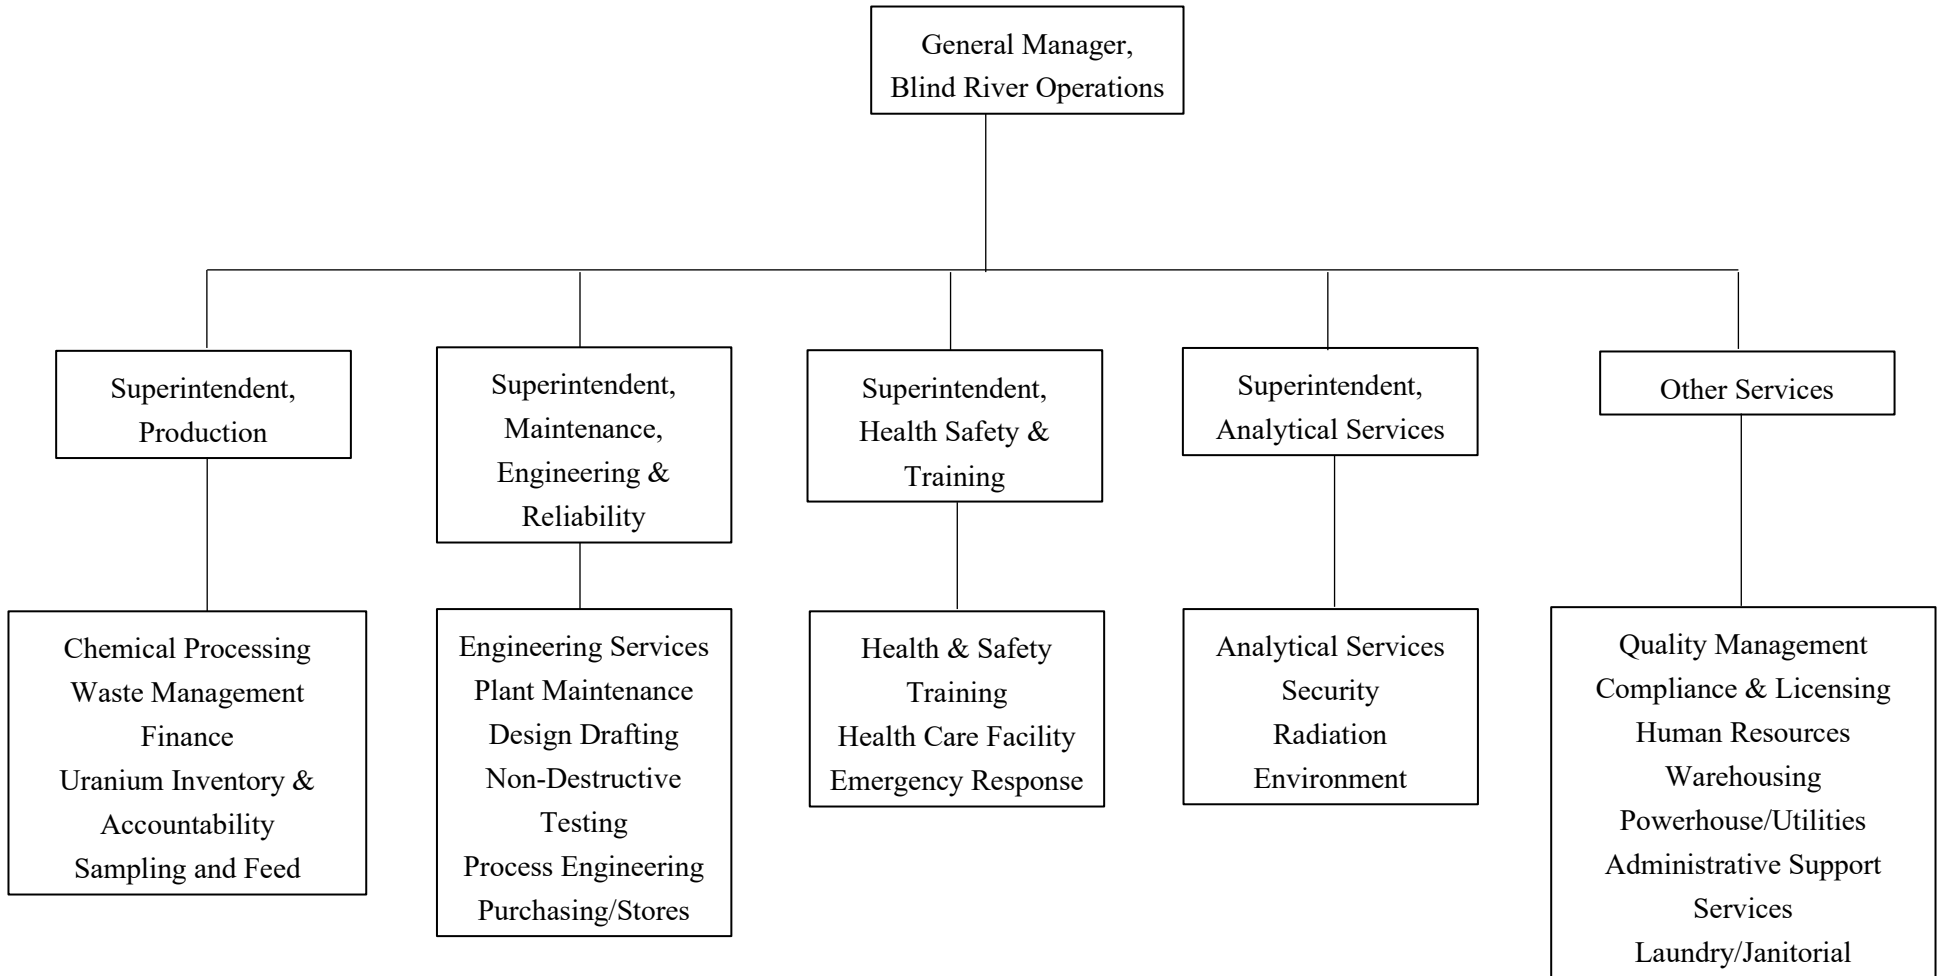 General Manager,
Blind River Operations
Superintendent,
Production
Superintendent,
Maintenance,
Engineering &
Reliability
Superintendent,
Health Safety &
Training
Superintendent,
Analytical Services
Other Services
Chemical Processing
Waste Management
Finance
Uranium Inventory &
Accountability
Sampling and Feed
Engineering Services
Plant Maintenance
Design Drafting
Non-Destructive
Testing
Process Engineering
Purchasing/Stores
Health & Safety
Training
Health Care Facility
Emergency Response
Analytical Services
Security
Radiation
Environment
Quality Management
Compliance & Licensing
Human Resources
Warehousing
Powerhouse/Utilities
Administrative Support
Services
Laundry/Janitorial